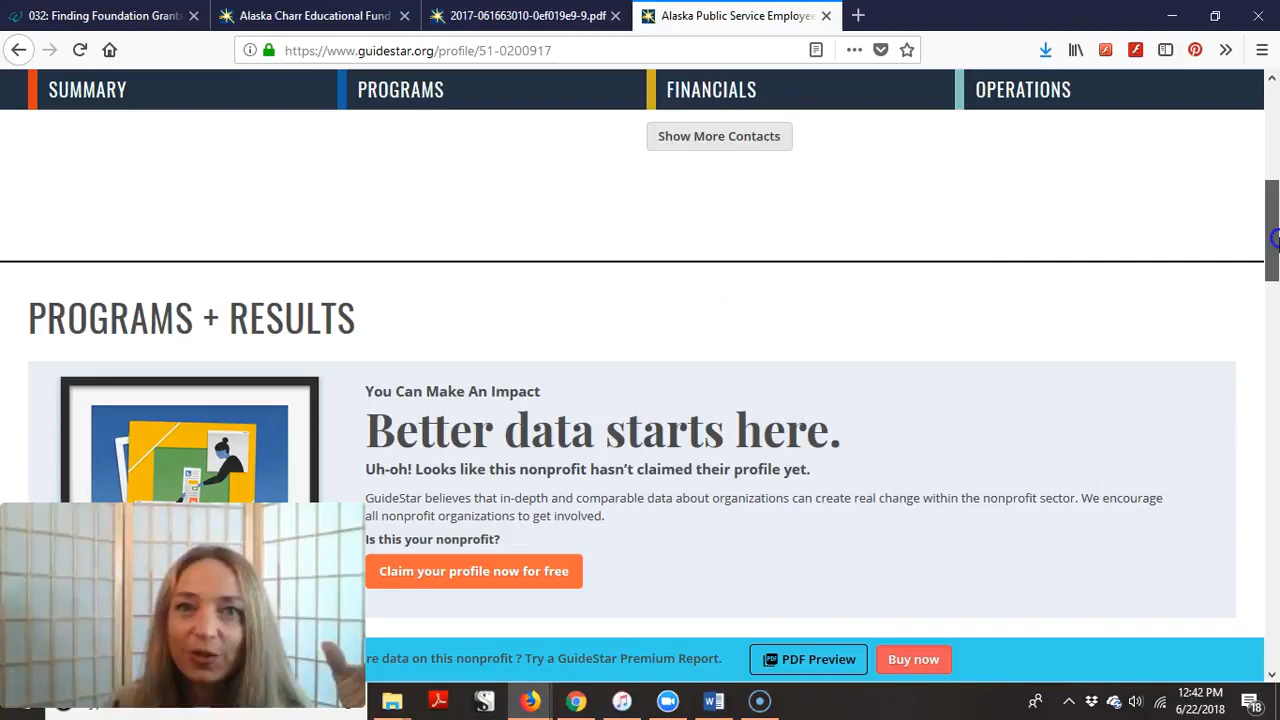 032: Finding Foundation Grants
Alaska Charr Educational Fund
2017-061663010-0ef019e9-9.pdf
Alaska Public Service Employee
https://www.guidestar.org/profile/51-0200917
SUMMARY
PROGRAMS
FINANCIALS
OPERATIONS
Show More Contacts
PROGRAMS + RESULTS
You Can Make An Impact
Better data starts here.
Uh-oh! Looks like this nonprofit hasn't claimed their profile yet.
GuideStar believes that in-depth and comparable data about organizations can create real change within the nonprofit sector. We encourage
all nonprofit organizations to get involved.
Is this your nonprofit?
Claim your profile now for free
re data on this nonprofit ? Try a GuideStar Premium Report.
PDF Preview
Buy now
12:42 PM
6/22/2018
18